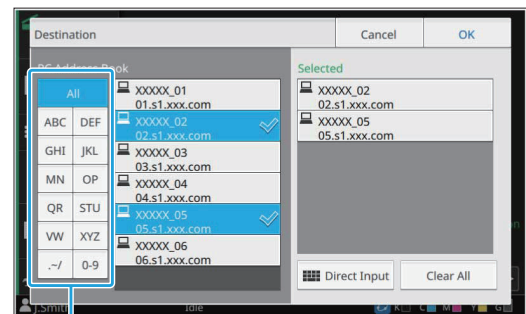 Destination
Cancel
OK
PC Address Book
Selected
All
ABC DEF
GHI JKL
MN OP
QR STU
VW XYZ
.~/ 0-9
XXXXX_01
01.s1.xxx.com
XXXXX_02
02.s1.xxx.com
XXXXX_03
03.s1.xxx.com
XXXXX_04
04.s1.xxx.com
XXXXX_05
05.s1.xxx.com
XXXXX_06
06.s1.xxx.com
XXXXX_02
02.s1.xxx.com
XXXXX_05
05.s1.xxx.com
Direct Input
Clear All
J.Smith Idle K C M Y G